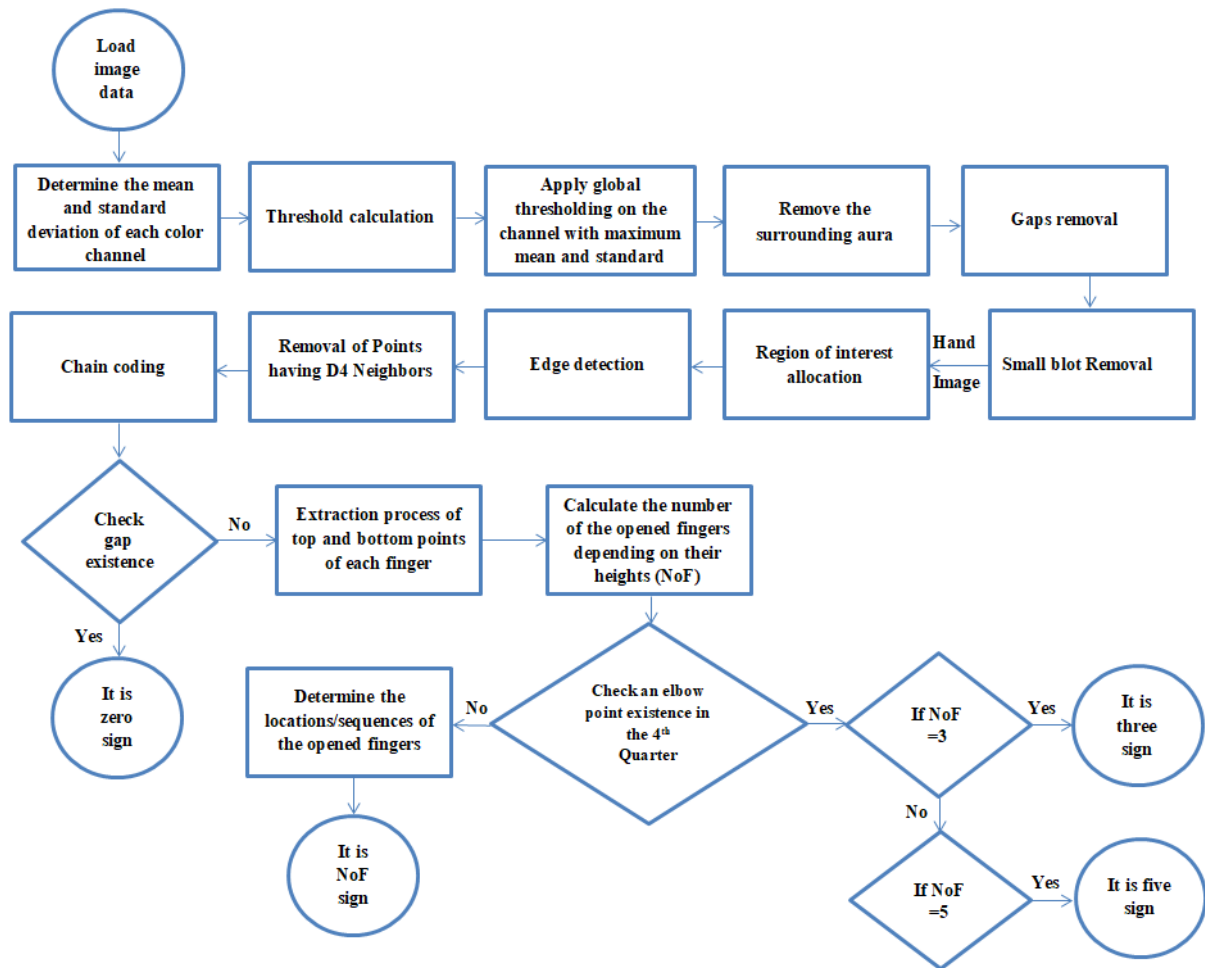 Load
image
data
Determine the mean
and standard
deviation of each color
channel
Threshold calculation
Apply global
thresholding on the
channel with maximum
mean and standard
Remove the
surrounding aura
Gaps removal
Chain coding
Removal of Points
having D4 Neighbors
Edge detection
Region of interest
allocation
Hand
Image
Small blot Removal
Check
gap
existence
No
Extraction process of
top and bottom points
of each finger
Calculate the number
of the opened fingers
depending on their
heights (NoF)
Yes
It is
zero
sign
Determine the
locations/sequences of
the opened fingers
No
Check an elbow
point existence in
the 4th
Quarter
Yes
If NoF
=3
Yes
It is
three
sign
No
It is
NoF
sign
If NoF
=5
Yes
It is five
sign